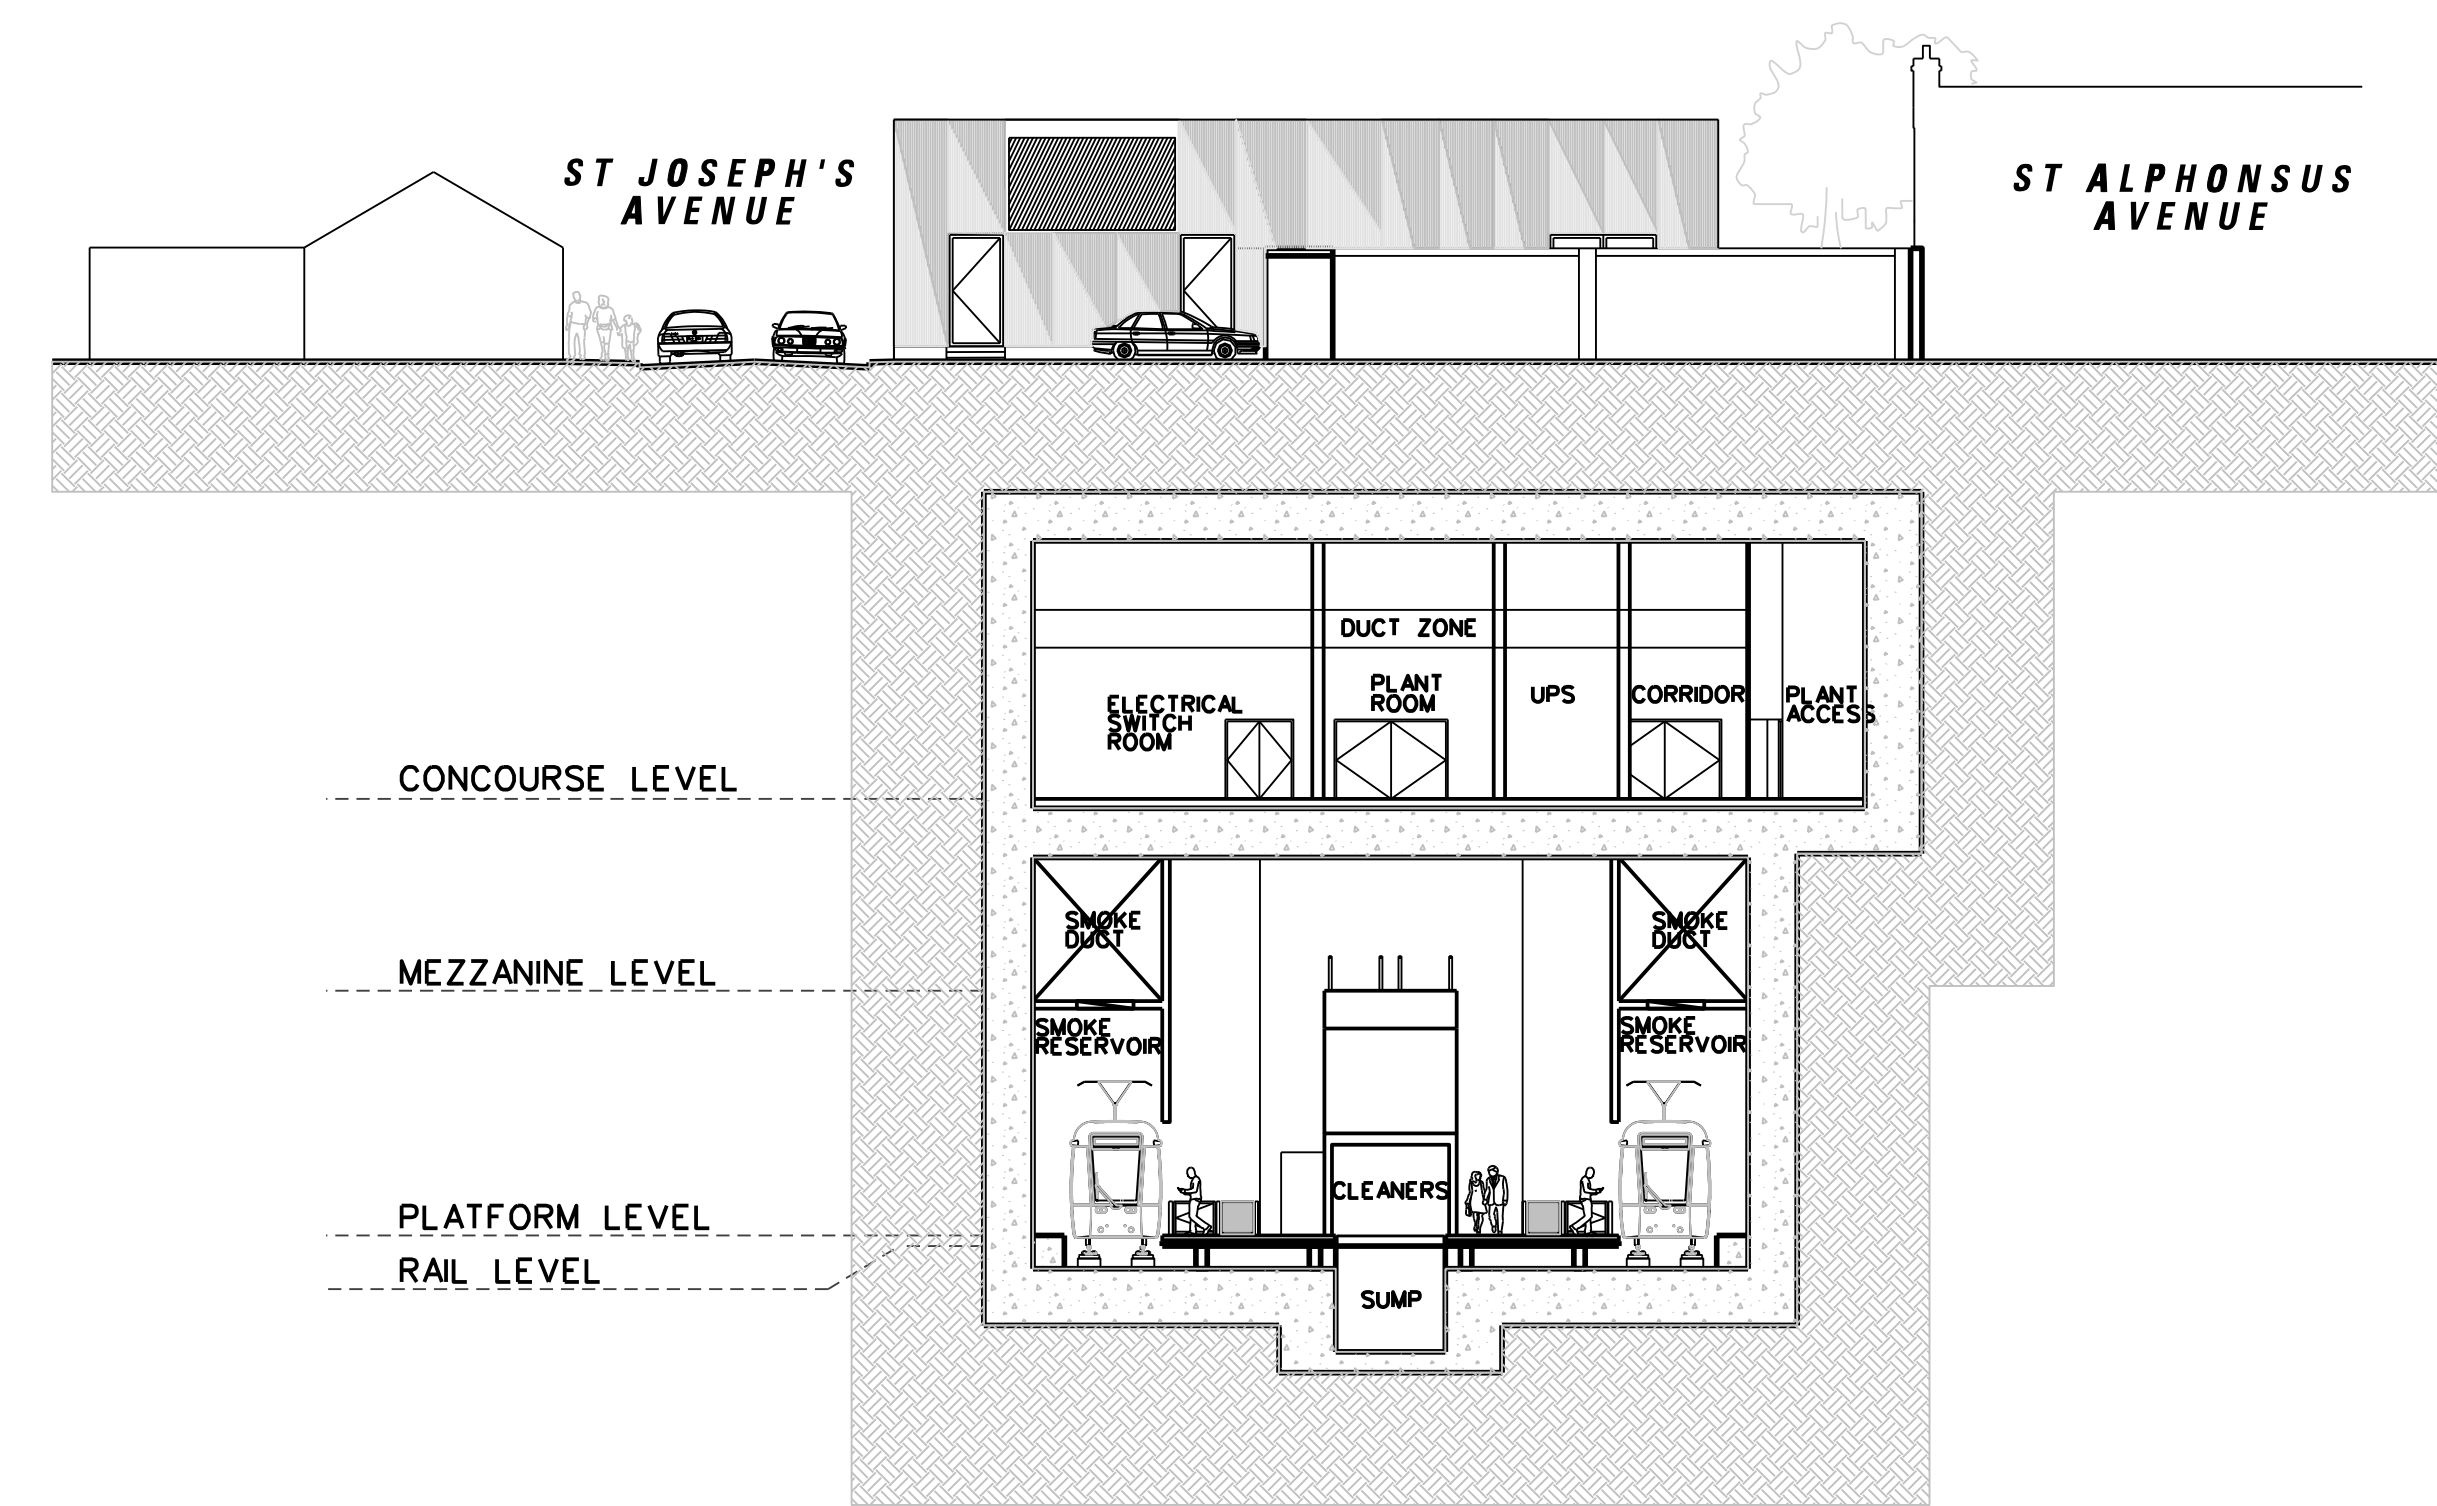 ST JOSEPH'S
AVENUE
ST ALPHONSUS
AVENUE
DUCT ZONE
ELECTRICAL
SWITCH
ROOM
PLANT
ROOM
UPS
CORRIDOR
PLANT
ACCESS
CONCOURSE LEVEL
SMOKE
DUCT
SMOKE
DUCT
MEZZANINE LEVEL
SMOKE
RESERVOIR
SMOKE
RESERVOIR
CLEANERS
PLATFORM LEVEL
RAIL LEVEL
SUMP